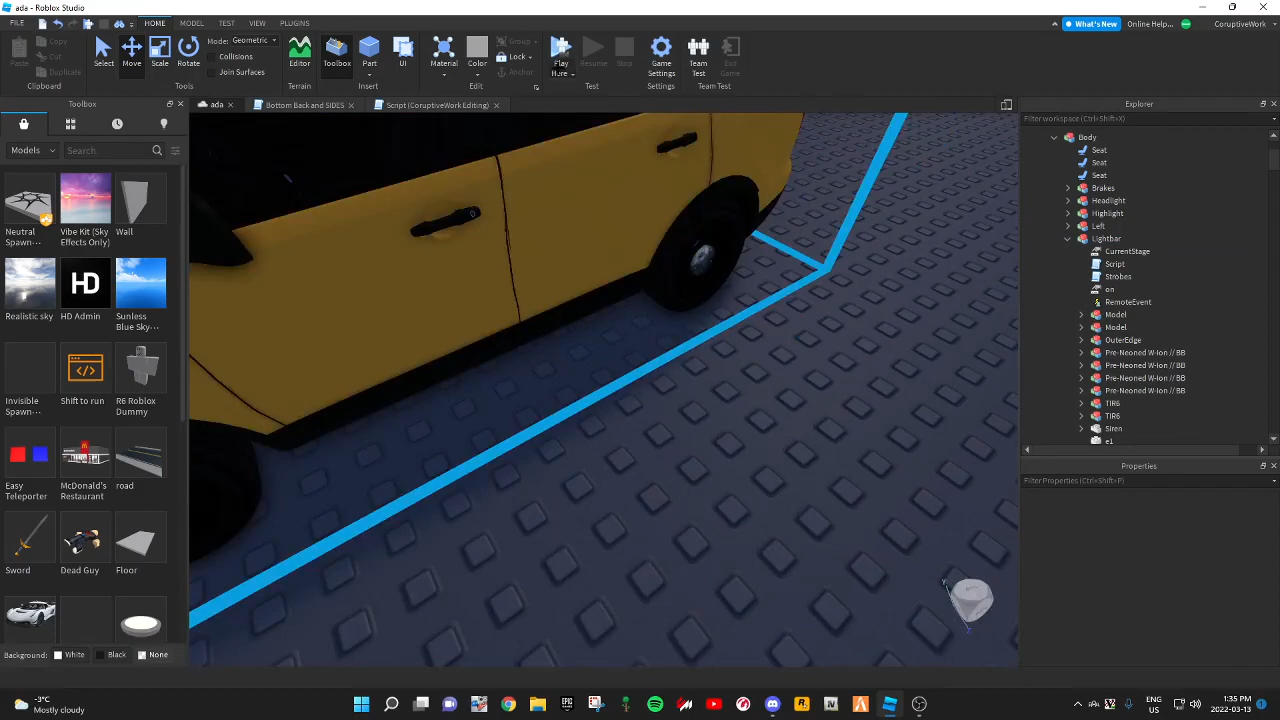 ada - Roblox Studio
FILE HOME MODEL TEST VIEW PLUGINS What's New Online Help... CoruptiveWork
Paste Copy Cut Duplicate Clipboard
Select Move Scale Rotate Mode: Geometric Collisions Join Surfaces Tools
Editor Terrain
Toolbox Part UI Insert
Material Color Group Lock Anchor Edit
Play Here Resume Stop Test
Game Settings Settings
Team Test Exit Game Team Test
Toolbox
ada Bottom Back and SIDES Script (CoruptiveWork Editing)
Models Search
Neutral Spawn... Vibe Kit (Sky Effects Only) Wall
Realistic sky HD Admin Sunless Blue Sky...
HD
Invisible Spawn... Shift to run R6 Roblox Dummy
Easy Teleporter McDonald's Restaurant road
Sword Dead Guy Floor
Background: White Black None
Explorer
Filter workspace (Ctrl+Shift+X)
Body
Seat
Seat
Seat
Brakes
Headlight
Highlight
Left
Lightbar
CurrentStage
Script
Strobes
on
RemoteEvent
Model
Model
OuterEdge
Pre-Neoned W-Ion // BB
Pre-Neoned W-Ion // BB
Pre-Neoned W-Ion // BB
Pre-Neoned W-Ion // BB
TIR6
TIR6
Siren
e1
Properties
Filter Properties (Ctrl+Shift+P)
-3°C
Mostly cloudy
ENG
US
1:35 PM
2022-03-13